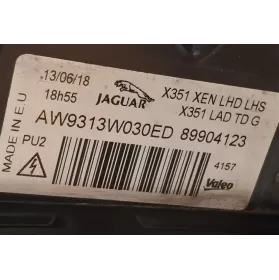 13/06/18
18h55
JAGUAR
X351 XEN LHD LHS
X351 LAD TD G
AW9313W030ED 89904123
PU2
MADE IN E.U
4157
Valeo